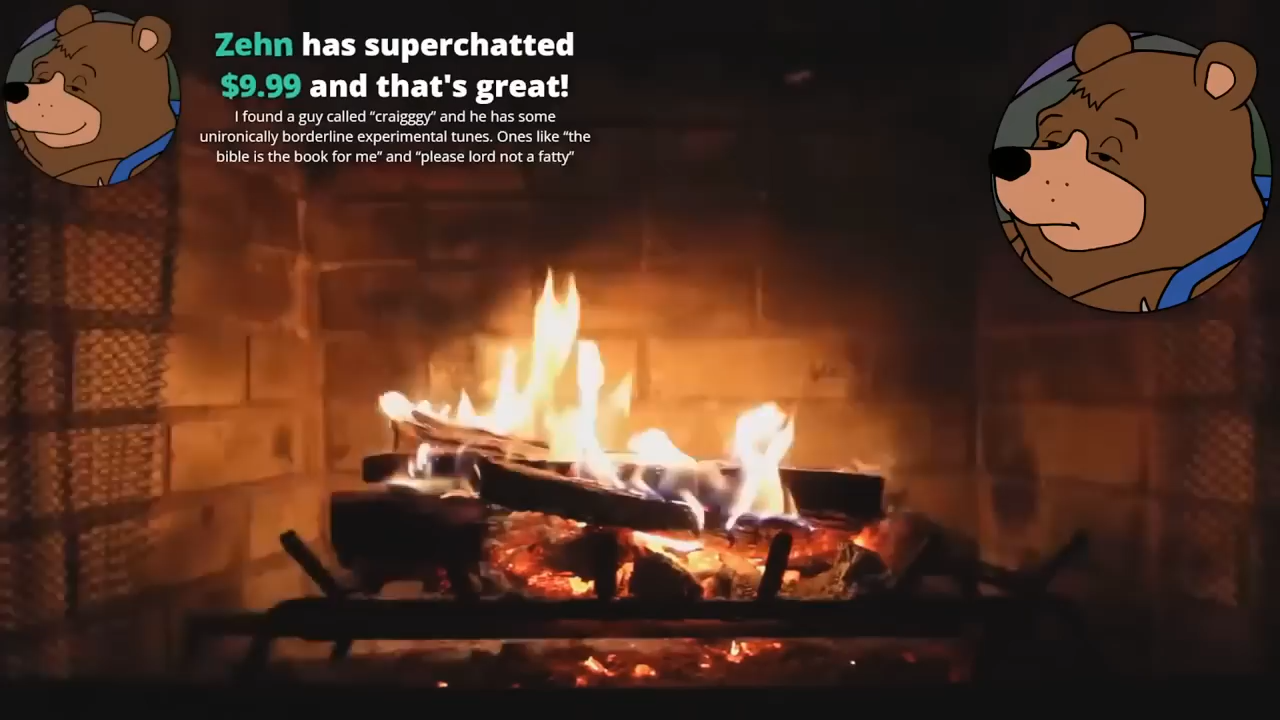 Zehn has superchatted
$9.99 and that's great!
I found a guy called “craigggy” and he has some
unironically borderline experimental tunes. Ones like “the
bible is the book for me” and “please lord not a fatty”